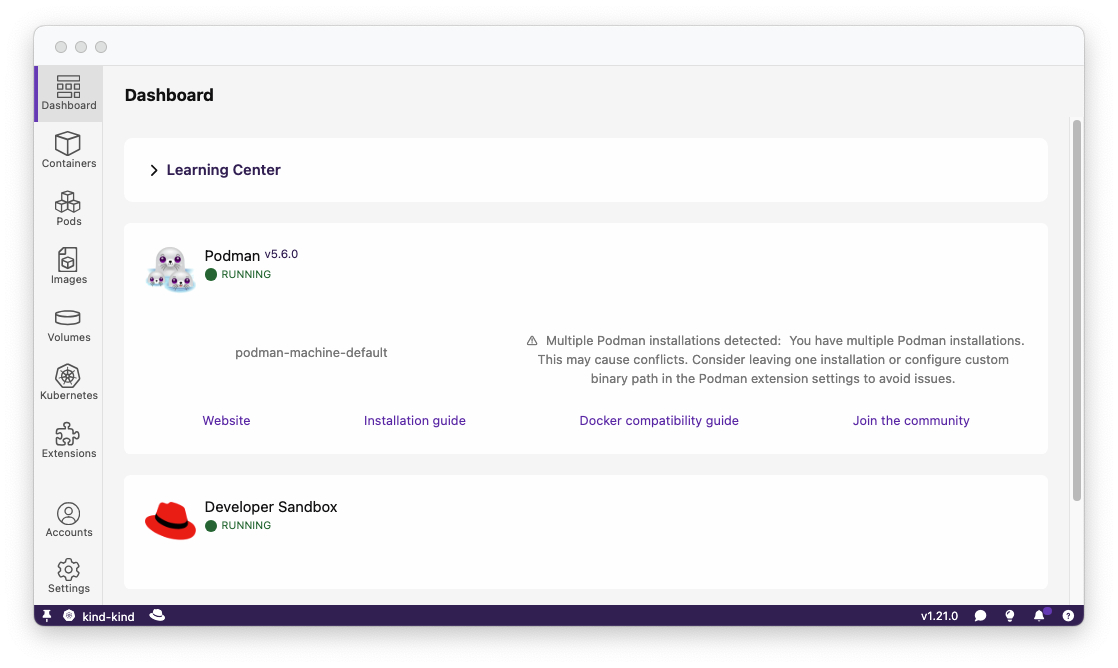 Dashboard
Dashboard
Containers
Pods
Images
Volumes
Kubernetes
Extensions
Accounts
Settings
Learning Center
Podman v5.6.0
RUNNING
podman-machine-default
Multiple Podman installations detected: You have multiple Podman installations.
This may cause conflicts. Consider leaving one installation or configure custom
binary path in the Podman extension settings to avoid issues.
Website Installation guide Docker compatibility guide Join the community
Developer Sandbox
RUNNING
kind-kind
v1.21.0